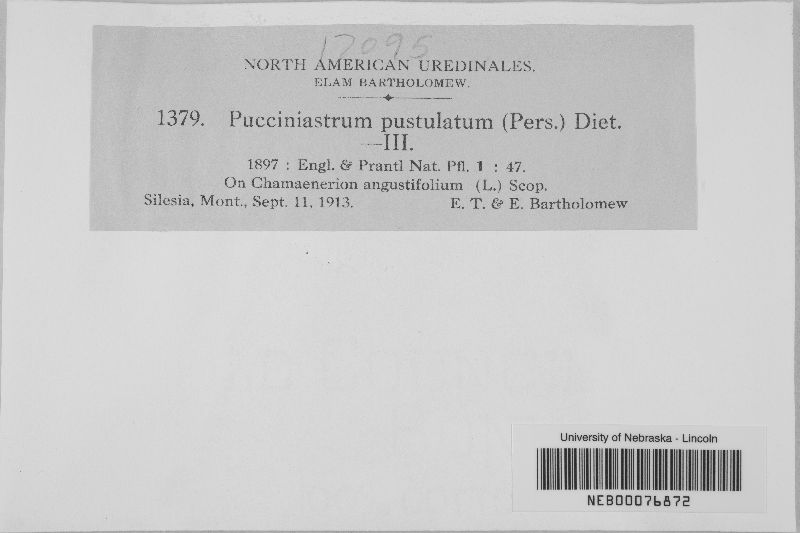 17095
NORTH AMERICAN UREDINALES.
ELAM BARTHOLOMEW.
1379. Pucciniastrum pustulatum (Pers.) Diet.
—III.
1897 : Engl. & Prantl Nat. Pfl. 1 : 47.
On Chamaenerion angustifolium (L.) Scop.
Silesia, Mont., Sept. 11, 1913. E. T. & E. Bartholomew
University of Nebraska - Lincoln
NEB00076872